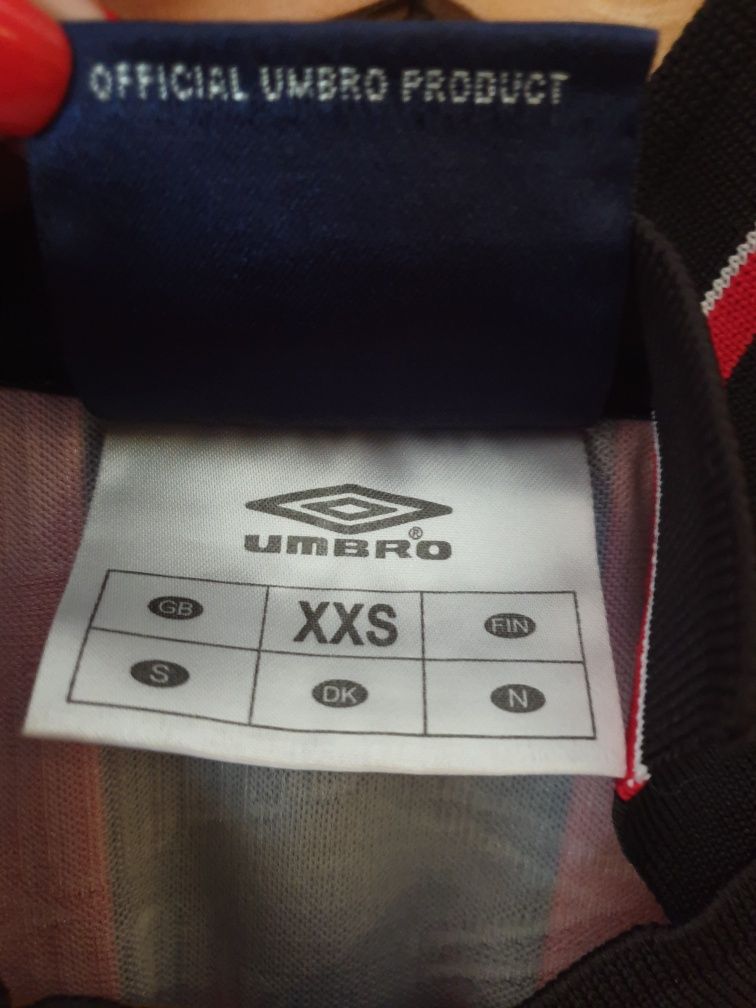 OFFICIAL UMBRO PRODUCT
UMBRO®
GB XXS FIN
S DK N